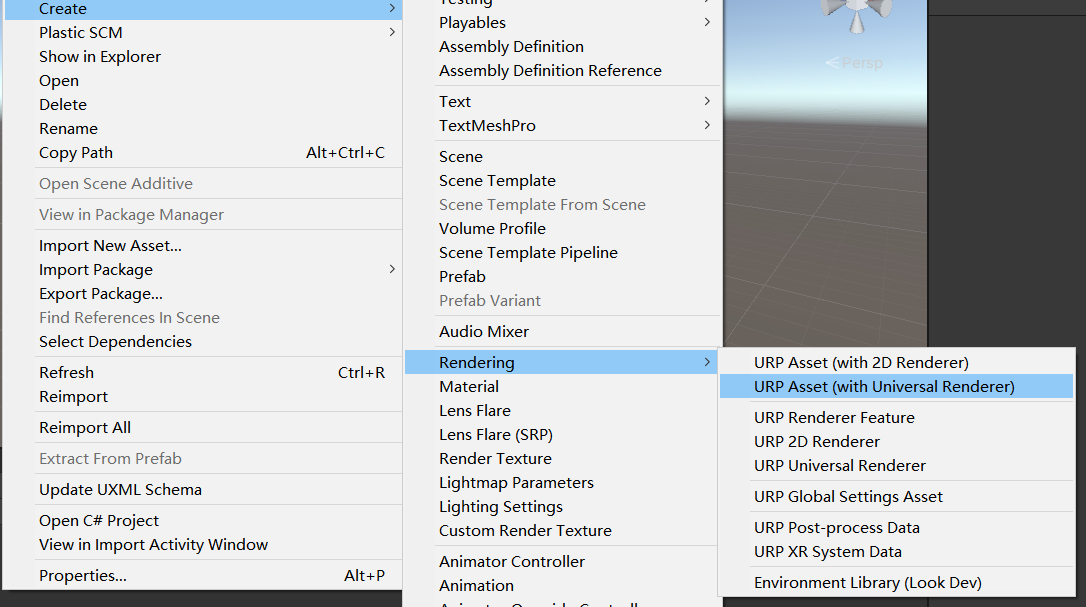 Create
Plastic SCM
Show in Explorer
Open
Delete
Rename
Copy Path Alt+Ctrl+C
Open Scene Additive
View in Package Manager
Import New Asset...
Import Package
Export Package...
Find References In Scene
Select Dependencies
Refresh Ctrl+R
Reimport
Reimport All
Extract From Prefab
Update UXML Schema
Open C# Project
View in Import Activity Window
Properties... Alt+P
Testing
Playables
Assembly Definition
Assembly Definition Reference
Text
TextMeshPro
Scene
Scene Template
Scene Template From Scene
Volume Profile
Scene Template Pipeline
Prefab
Prefab Variant
Audio Mixer
Rendering
Material
Lens Flare
Lens Flare (SRP)
Render Texture
Lightmap Parameters
Lighting Settings
Custom Render Texture
Animator Controller
Animation
Animator Override Controller
Persp
URP Asset (with 2D Renderer)
URP Asset (with Universal Renderer)
URP Renderer Feature
URP 2D Renderer
URP Universal Renderer
URP Global Settings Asset
URP Post-process Data
URP XR System Data
Environment Library (Look Dev)